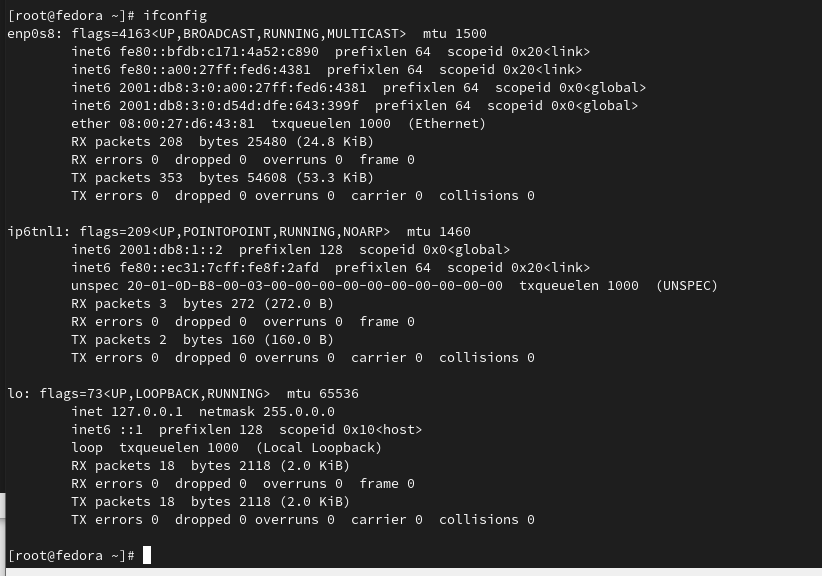 [root@fedora ~]# ifconfig
enp0s8: flags=4163<UP,BROADCAST,RUNNING,MULTICAST>  mtu 1500
        inet6 fe80::bfdb:c171:4a52:c890  prefixlen 64  scopeid 0x20<link>
        inet6 fe80::a00:27ff:fed6:4381  prefixlen 64  scopeid 0x20<link>
        inet6 2001:db8:3:0:a00:27ff:fed6:4381  prefixlen 64  scopeid 0x0<global>
        inet6 2001:db8:3:0:d54d:dfe:643:399f  prefixlen 64  scopeid 0x0<global>
        ether 08:00:27:d6:43:81  txqueuelen 1000  (Ethernet)
        RX packets 208  bytes 25480 (24.8 KiB)
        RX errors 0  dropped 0  overruns 0  frame 0
        TX packets 353  bytes 54608 (53.3 KiB)
        TX errors 0  dropped 0 overruns 0  carrier 0  collisions 0

ip6tnl1: flags=209<UP,POINTOPOINT,RUNNING,NOARP>  mtu 1460
        inet6 2001:db8:1::2  prefixlen 128  scopeid 0x0<global>
        inet6 fe80::ec31:7cff:fe8f:2afd  prefixlen 64  scopeid 0x20<link>
        unspec 20-01-0D-B8-00-03-00-00-00-00-00-00-00-00-00-00  txqueuelen 1000  (UNSPEC)
        RX packets 3  bytes 272 (272.0 B)
        RX errors 0  dropped 0  overruns 0  frame 0
        TX packets 2  bytes 160 (160.0 B)
        TX errors 0  dropped 0 overruns 0  carrier 0  collisions 0

lo: flags=73<UP,LOOPBACK,RUNNING>  mtu 65536
        inet 127.0.0.1  netmask 255.0.0.0
        inet6 ::1  prefixlen 128  scopeid 0x10<host>
        loop  txqueuelen 1000  (Local Loopback)
        RX packets 18  bytes 2118 (2.0 KiB)
        RX errors 0  dropped 0  overruns 0  frame 0
        TX packets 18  bytes 2118 (2.0 KiB)
        TX errors 0  dropped 0 overruns 0  carrier 0  collisions 0

[root@fedora ~]#